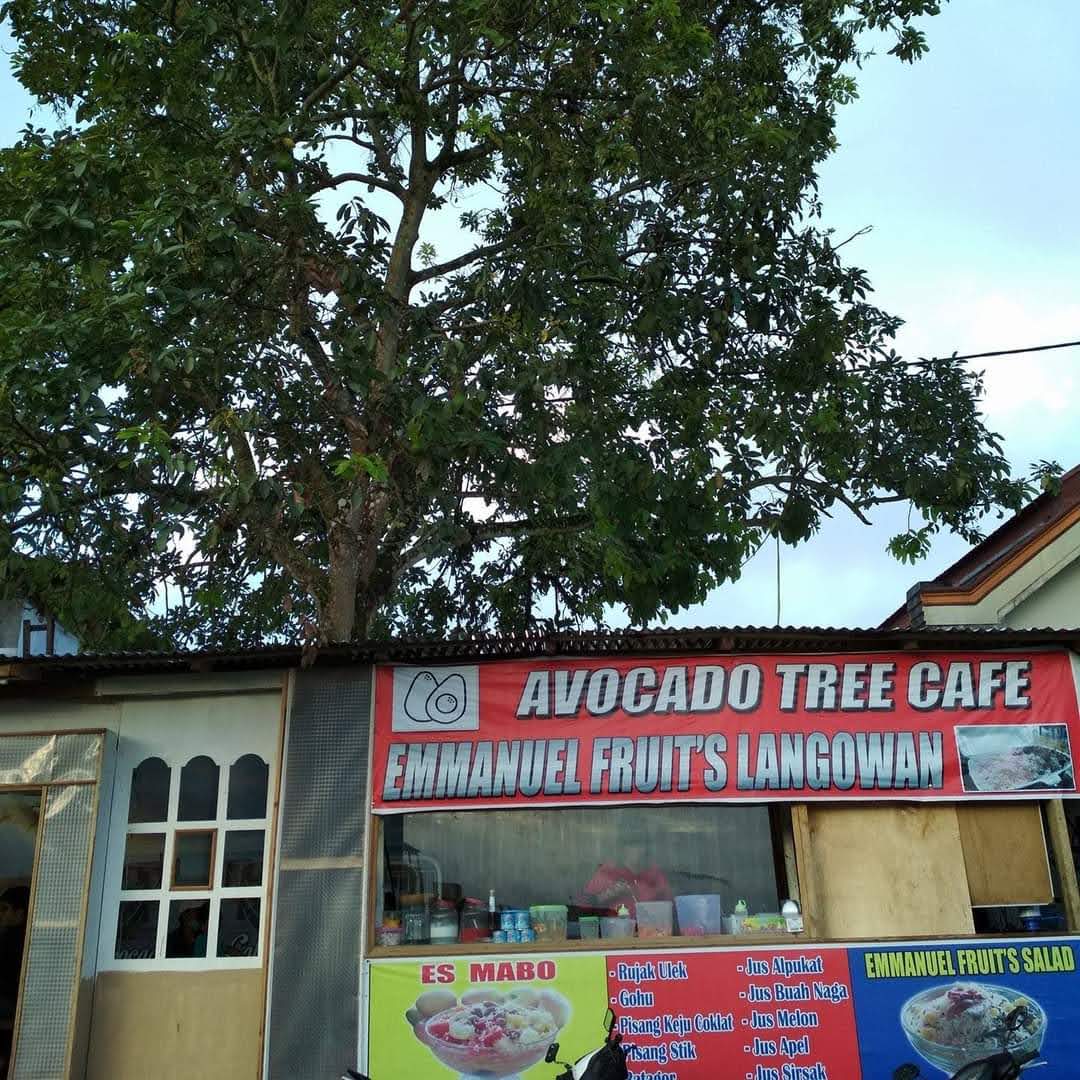 AVOCADO TREE CAFE
EMMANUEL FRUIT'S LANGOWAN
ES MABO
- Rujak Ulek
- Gohu
- Pisang Keju Coklat
- Pisang Stik
- Batagor
- Jus Alpukat
- Jus Buah Naga
- Jus Melon
- Jus Apel
- Jus Sirsak
EMMANUEL FRUIT'S SALAD